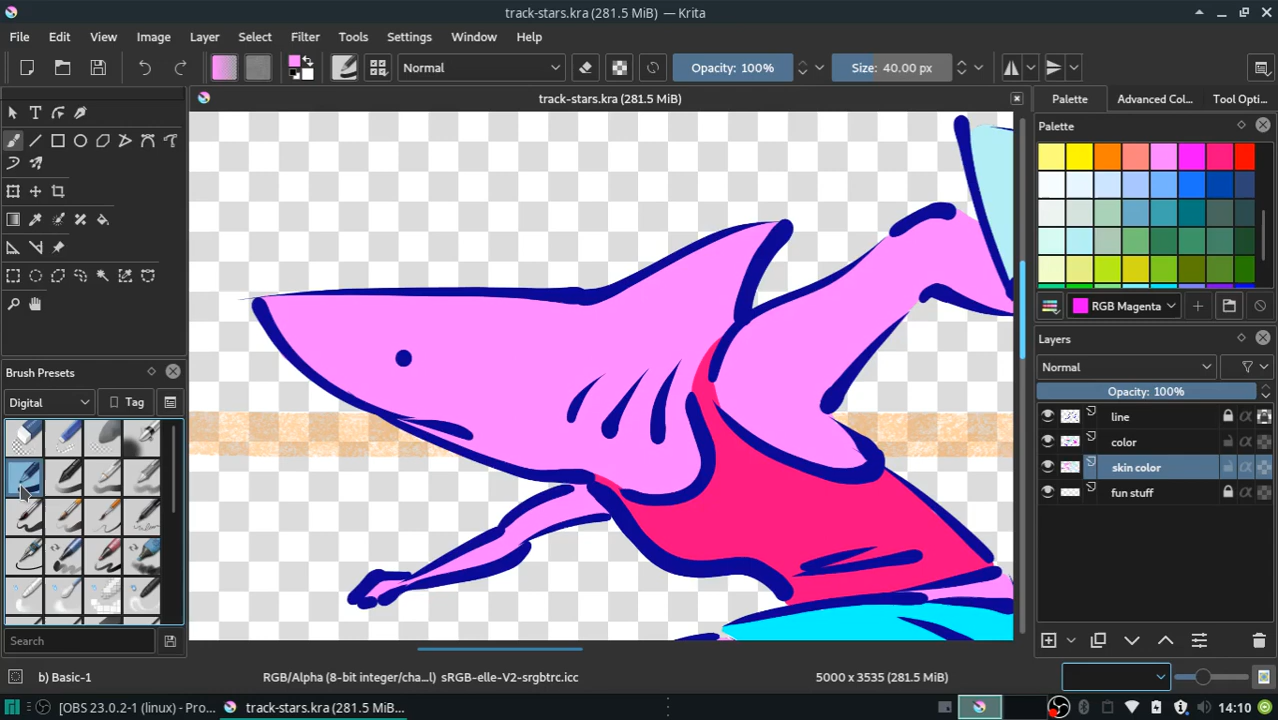 track-stars.kra (281.5 MiB) — Krita
File Edit View Image Layer Select Filter Tools Settings Window Help
Normal Opacity: 100% Size: 40.00 px
track-stars.kra (281.5 MiB)
Palette Advanced Col... Tool Opti...
Palette
RGB Magenta
Brush Presets
Digital Tag
Layers
Normal
Opacity: 100%
line
color
skin color
fun stuff
Search
b) Basic-1 RGB/Alpha (8-bit integer/cha...l) sRGB-elle-V2-srgbtrc.icc 5000 x 3535 (281.5 MiB)
[OBS 23.0.2-1 (linux) - Pro... track-stars.kra (281.5 MiB... 14:10